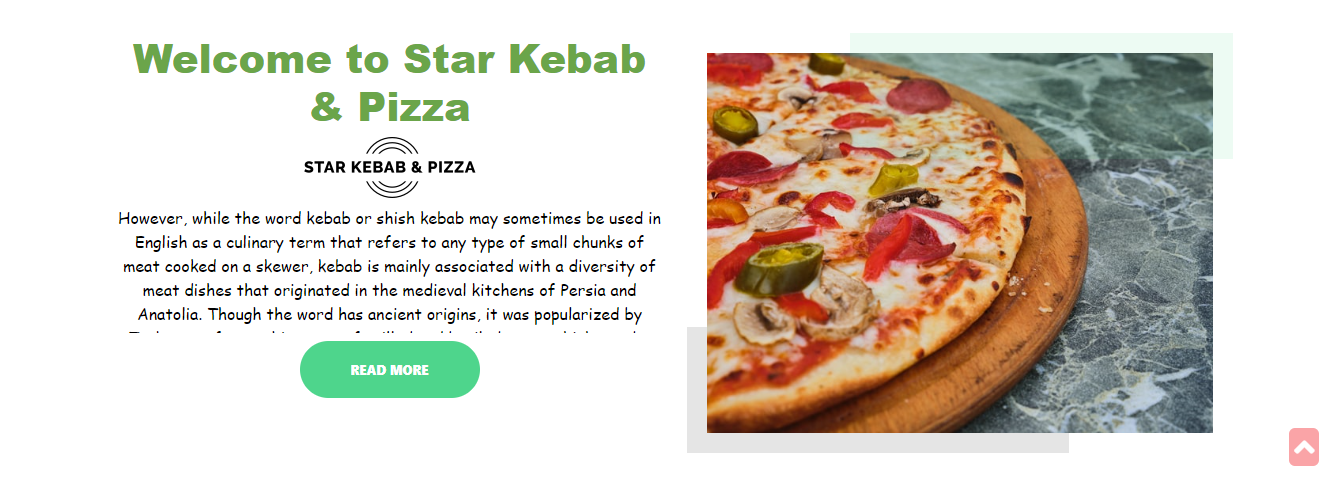 Welcome to Star Kebab
& Pizza
STAR KEBAB & PIZZA
However, while the word kebab or shish kebab may sometimes be used in
English as a culinary term that refers to any type of small chunks of
meat cooked on a skewer, kebab is mainly associated with a diversity of
meat dishes that originated in the medieval kitchens of Persia and
Anatolia. Though the word has ancient origins, it was popularized by
READ MORE